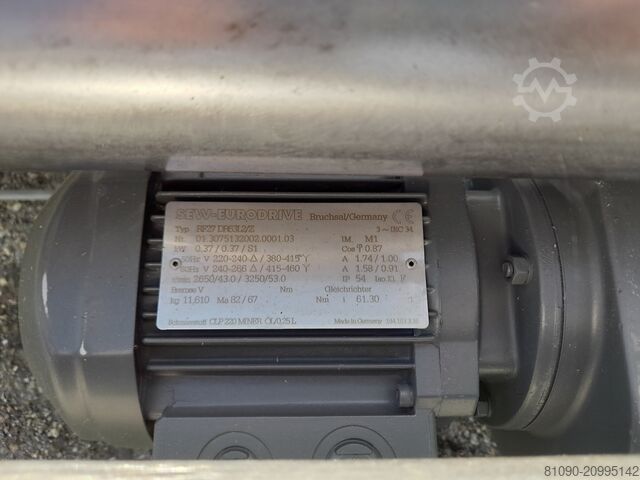 SEW-EURODRIVE Bruchsal/Germany CE
Typ RF27 DR63L2/Z 3~IEC 34
Nr. 01.3075132002.0001.03 IM M1
kW 0.37 / 0.37 / S1 Cos φ 0.87
50Hz V 220-240 Δ / 380-415 Y A 1.74 / 1.00
60Hz V 240-266 Δ / 415-460 Y A 1.58 / 0.91
r/min 2650/43.0 / 3250/53.0 IP 54 Iso.Kl. F
Bremse V Nm Gleichrichter
kg 11,610 Ma 82 / 67 Nm i 61.30 :1
Schmierstoff CLP 220 MINER. ÖL/0.25 L Made in Germany
81090-20995142